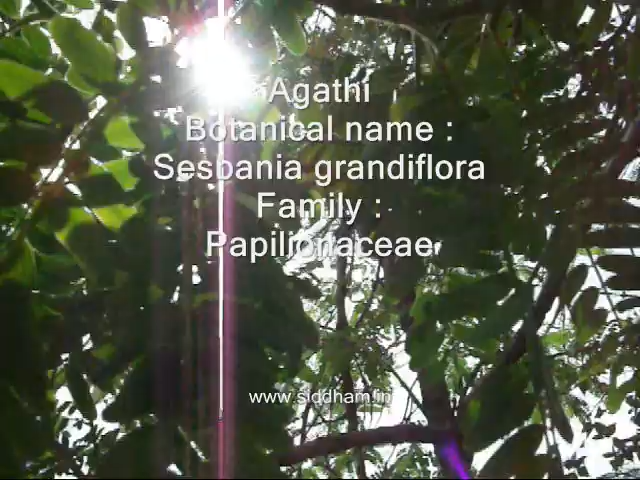 Agathi
Botanical name :
Sesbania grandiflora
Family :
Papilionaceae
www.siddham.in